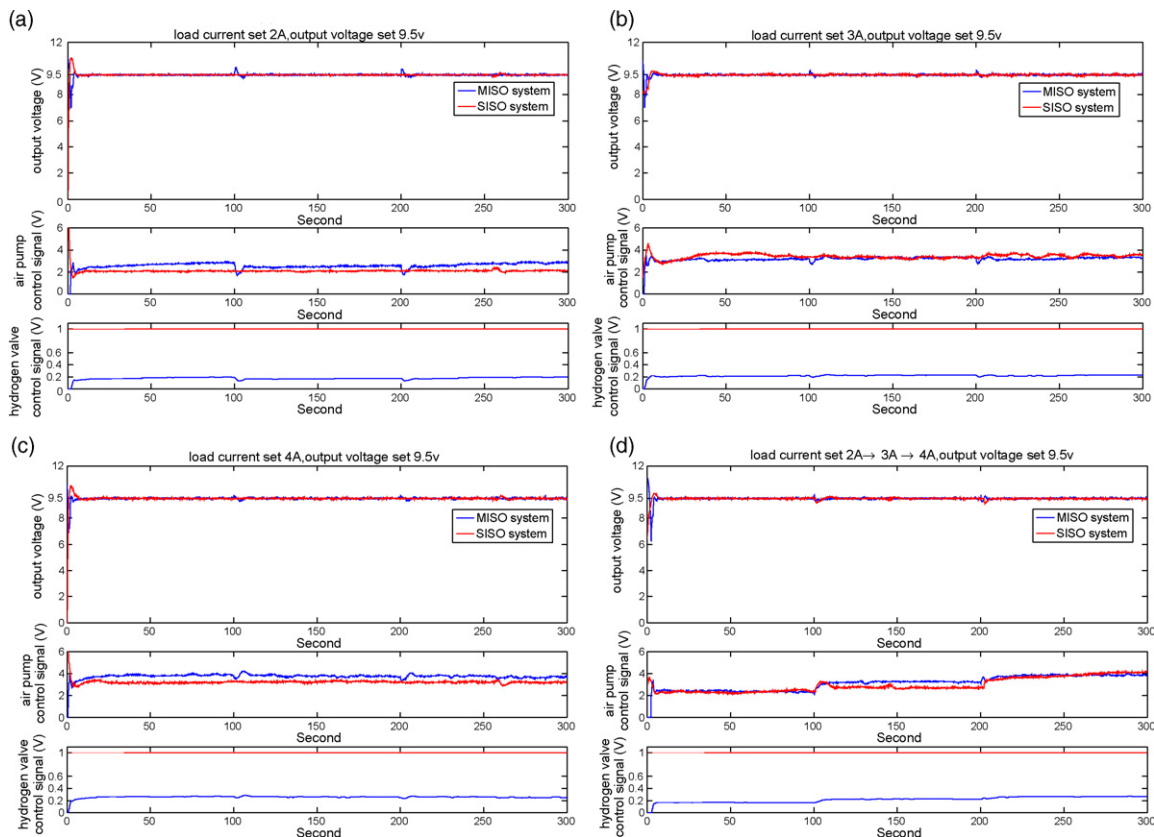 (a)
load current set 2A,output voltage set 9.5v
output voltage (V)
12
9.5
8
6
4
2
0
MISO system
SISO system
0 50 100 150 200 250 300
Second
air pump
control signal (V)
6
4
2
0
0 50 100 150 200 250 300
Second
hydrogen valve
control signal (V)
1
0.6
0.4
0.2
0
0 50 100 150 200 250 300
Second
(b)
load current set 3A,output voltage set 9.5v
output voltage (V)
12
9.5
8
6
4
2
0
MISO system
SISO system
0 50 100 150 200 250 300
Second
air pump
control signal (V)
6
4
2
0
0 50 100 150 200 250 300
Second
hydrogen valve
control signal (V)
1
0.6
0.4
0.2
0
0 50 100 150 200 250 300
Second
(c)
load current set 4A,output voltage set 9.5v
output voltage (V)
12
9.5
8
6
4
2
0
MISO system
SISO system
0 50 100 150 200 250 300
Second
air pump
control signal (V)
6
4
2
0
0 50 100 150 200 250 300
Second
hydrogen valve
control signal (V)
1
0.6
0.4
0.2
0
0 50 100 150 200 250 300
Second
(d)
load current set 2A→ 3A → 4A,output voltage set 9.5v
output voltage (V)
12
9.5
8
6
4
2
0
MISO system
SISO system
0 50 100 150 200 250 300
Second
air pump
control signal (V)
6
4
2
0
0 50 100 150 200 250 300
Second
hydrogen valve
control signal (V)
1
0.6
0.4
0.2
0
0 50 100 150 200 250 300
Second